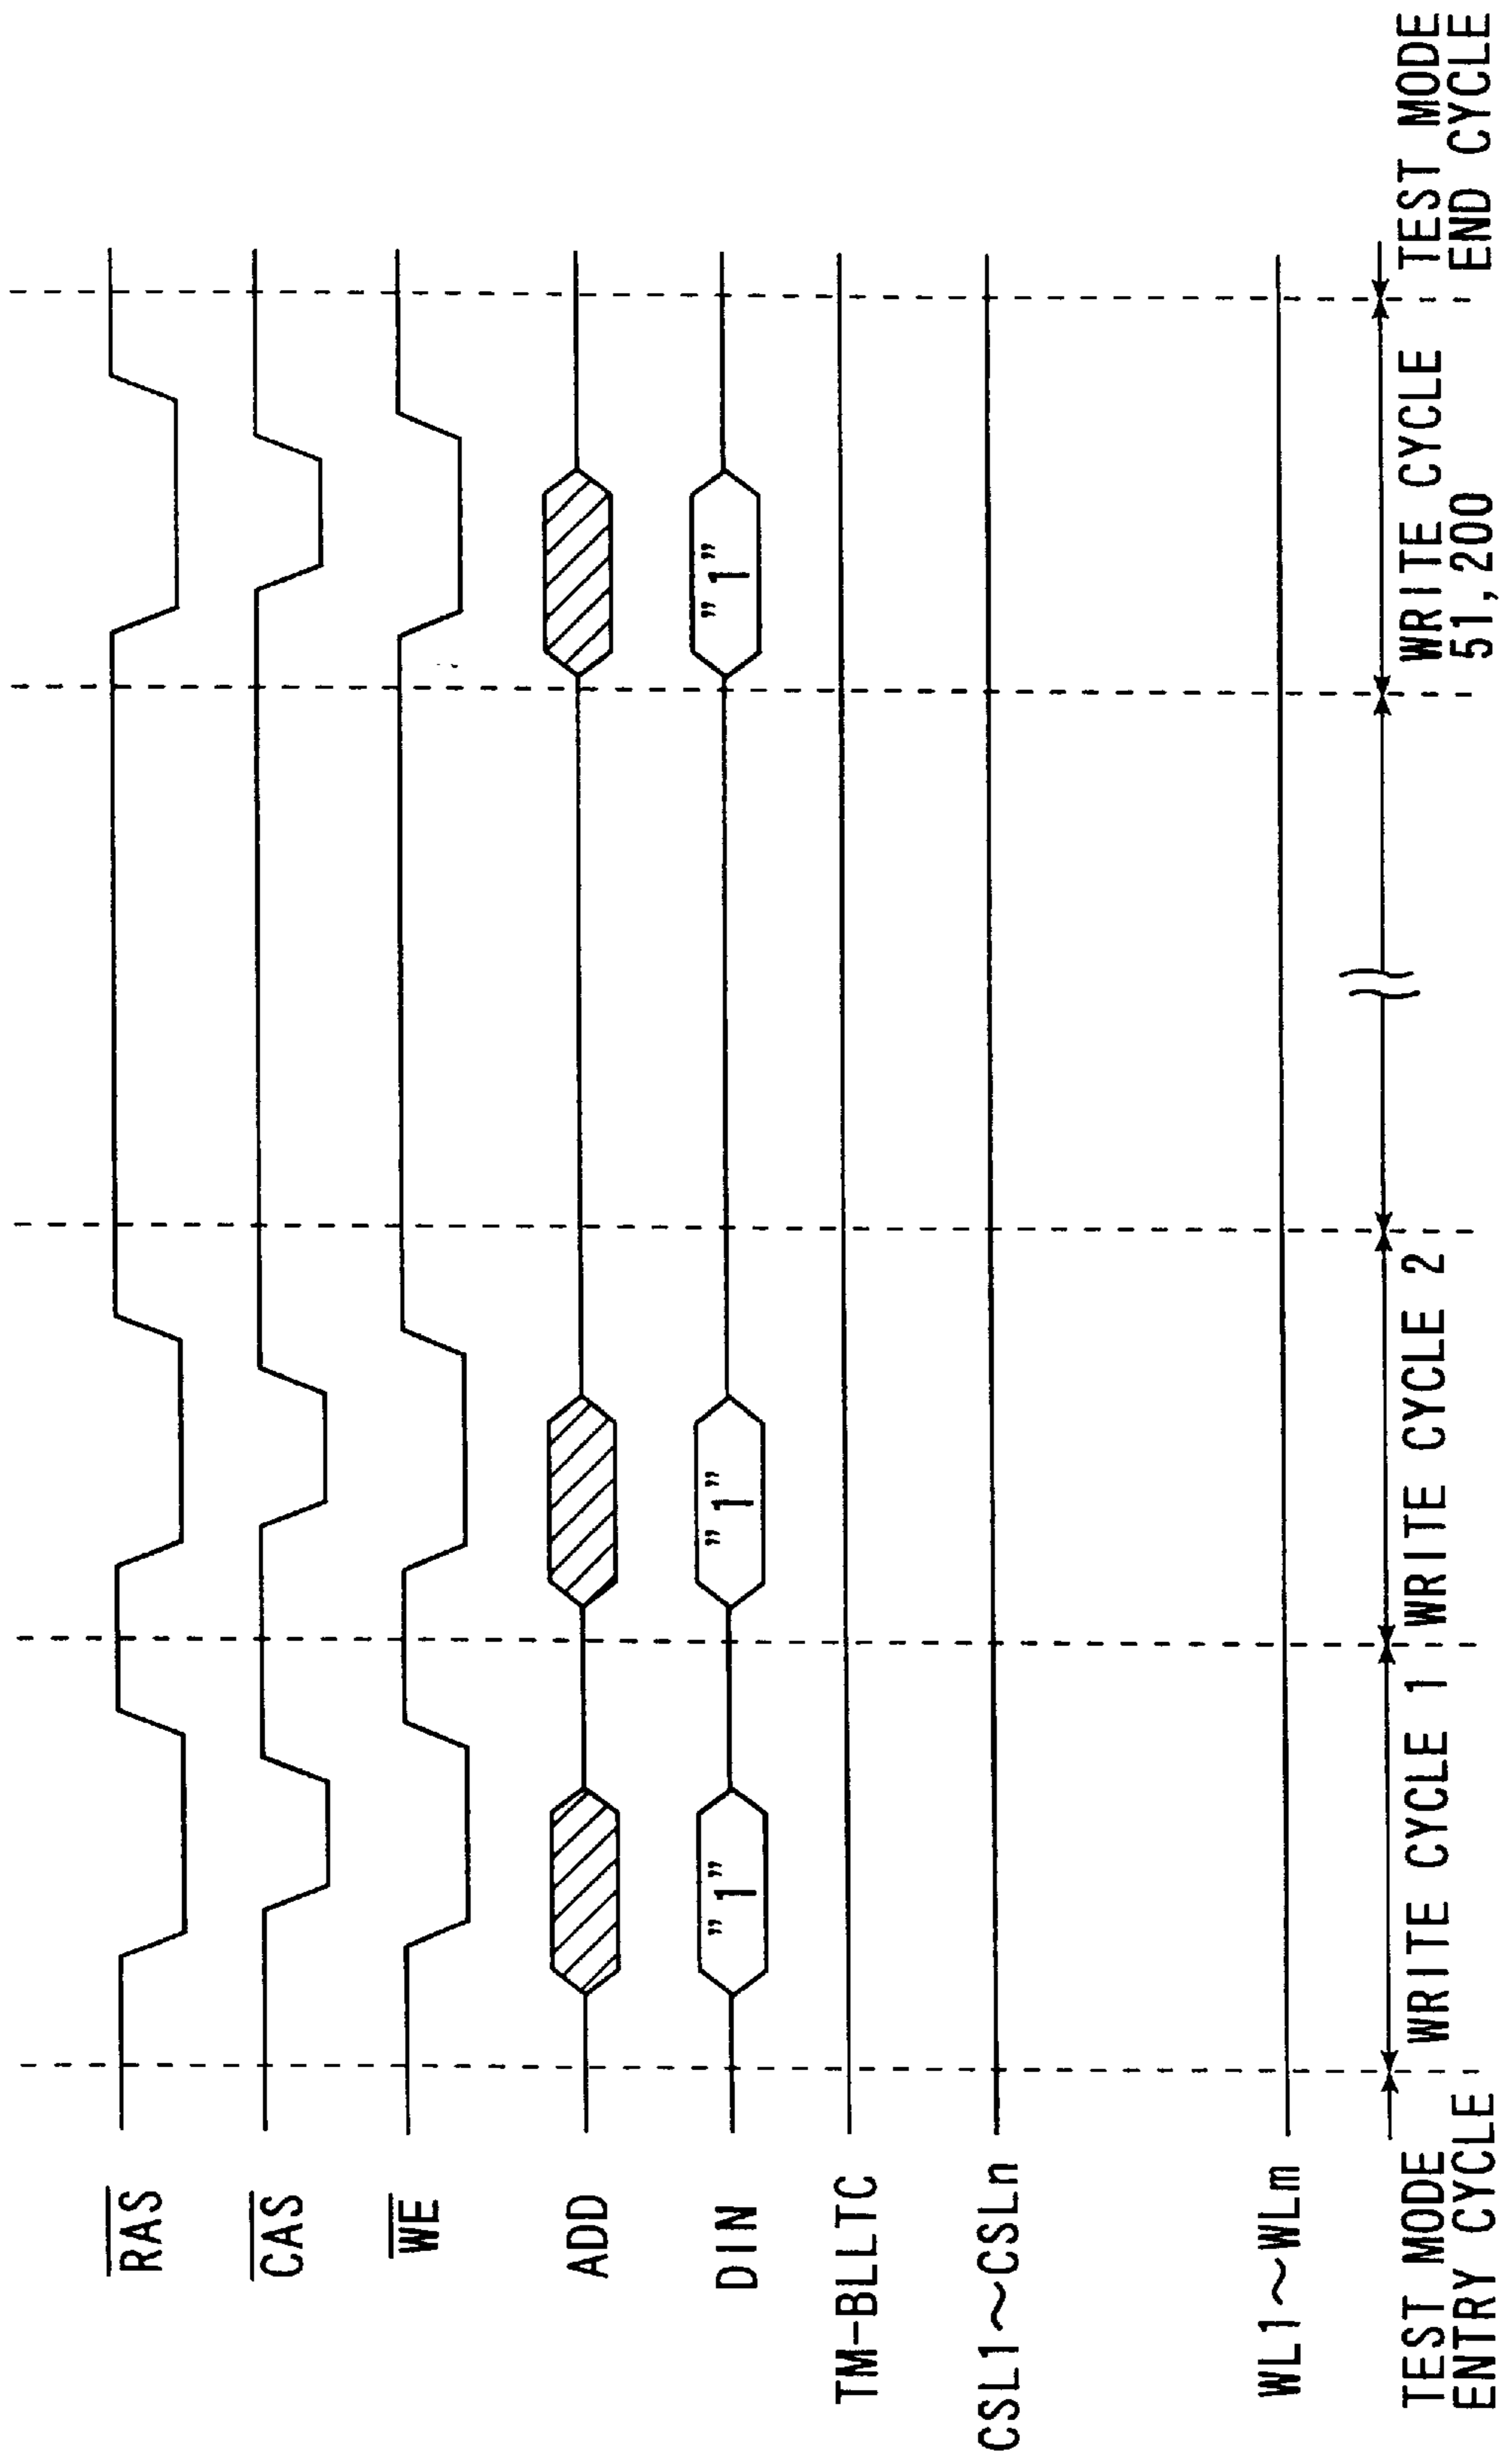 RAS
CAS
WE
ADD
DIN
"1"
"1"
"1"
TM-BLLTC
CSL1~CSLn
WL1~WLm
TEST MODE
ENTRY CYCLE
WRITE CYCLE 1
WRITE CYCLE 2
WRITE CYCLE
51,200
TEST MODE
END CYCLE